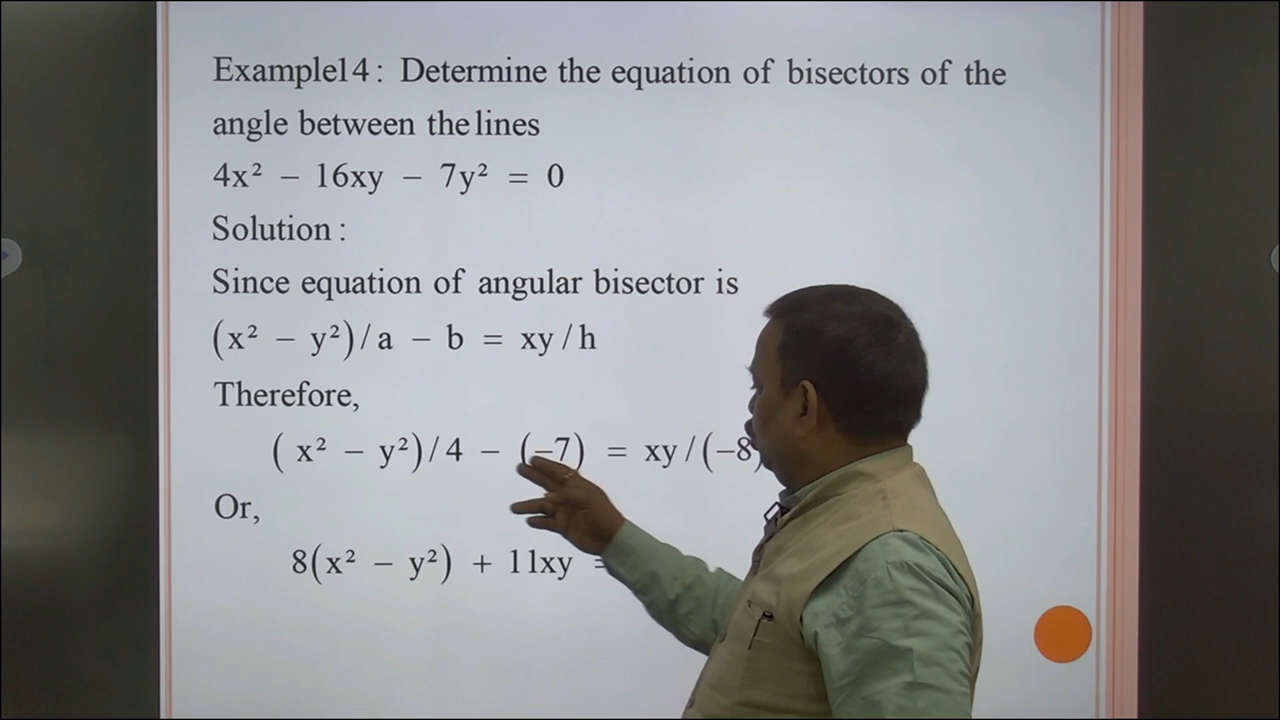 Example14 : Determine the equation of bisectors of the
angle between the lines
4x² – 16xy – 7y² = 0
Solution :
Since equation of angular bisector is
(x² – y²)/a – b = xy/h
Therefore,
( x² – y²)/4 – (–7) = xy/(–8)
Or,
8(x² – y²) + 11xy =